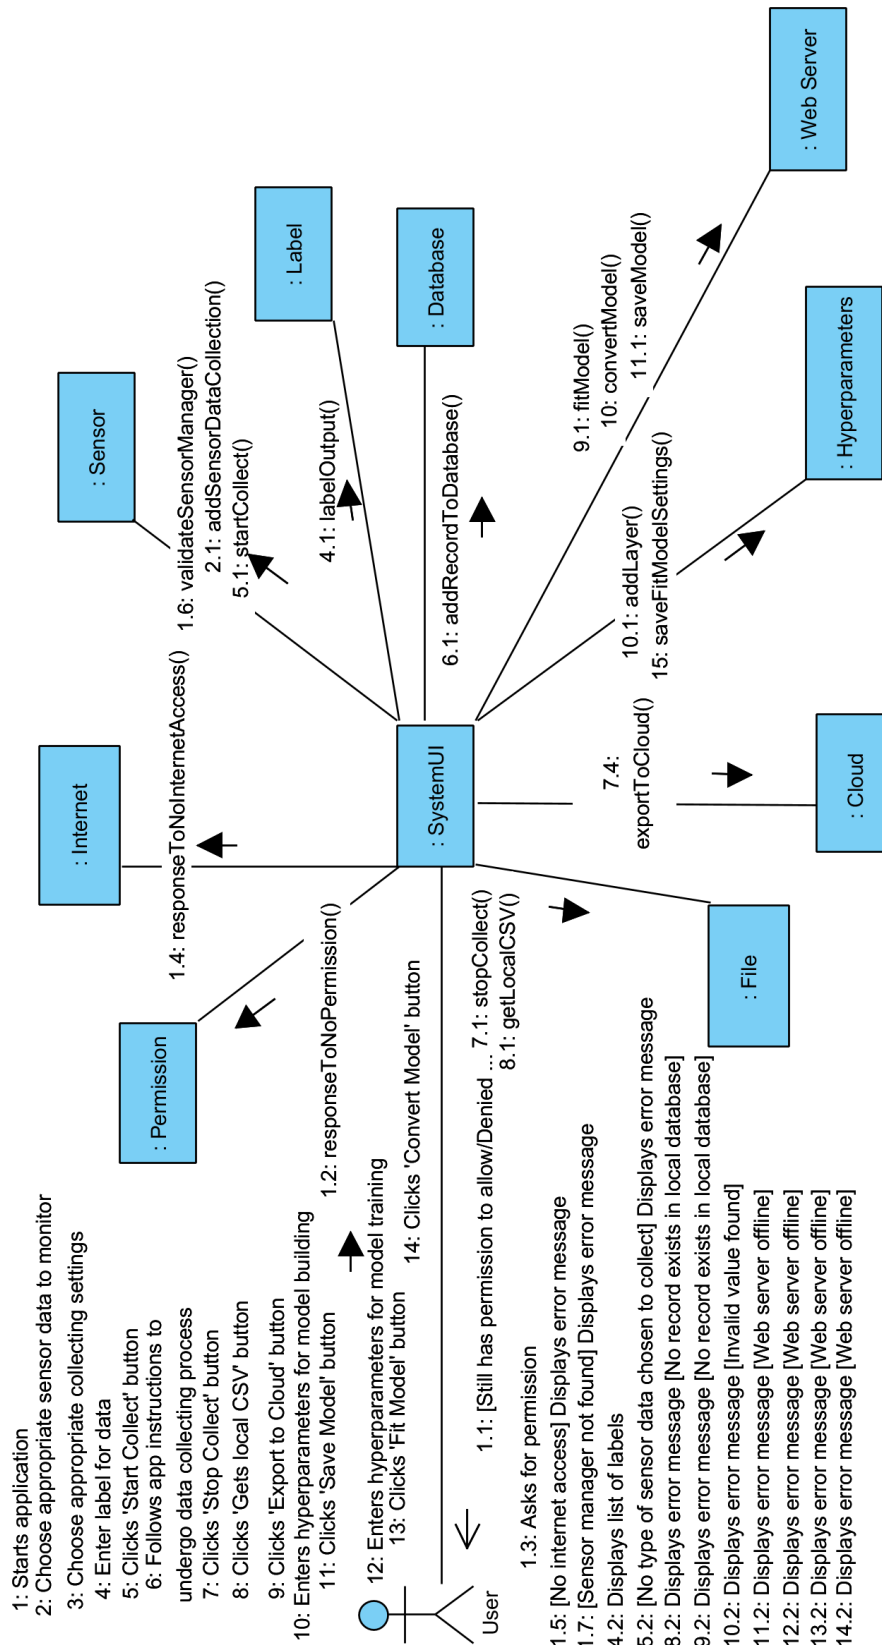 1: Starts application
2: Choose appropriate sensor data to monitor
3: Choose appropriate collecting settings
4: Enter label for data
5: Clicks 'Start Collect' button
6: Follows app instructions to
undergo data collecting process
7: Clicks 'Stop Collect' button
8: Clicks 'Gets local CSV' button
9: Clicks 'Export to Cloud' button
10: Enters hyperparameters for model building
11: Clicks 'Save Model' button
12: Enters hyperparameters for model training
13: Clicks 'Fit Model' button
14: Clicks 'Convert Model' button
User
1.1: [Still has permission to allow/Denied ...
1.3: Asks for permission
1.5: [No internet access] Displays error message
1.7: [Sensor manager not found] Displays error message
4.2: Displays list of labels
5.2: [No type of sensor data chosen to collect] Displays error message
8.2: Displays error message [No record exists in local database]
9.2: Displays error message [No record exists in local database]
10.2: Displays error message [Invalid value found]
11.2: Displays error message [Web server offline]
12.2: Displays error message [Web server offline]
13.2: Displays error message [Web server offline]
14.2: Displays error message [Web server offline]
: Permission
1.2: responseToNoPermission()
: Internet
1.4: responseToNoInternetAccess()
: SystemUI
7.1: stopCollect()
8.1: getLocalCSV()
: File
7.4:
exportToCloud()
: Cloud
: Sensor
1.6: validateSensorManager()
2.1: addSensorDataCollection()
5.1: startCollect()
: Label
4.1: labelOutput()
: Database
6.1: addRecordToDatabase()
9.1: fitModel()
10: convertModel()
11.1: saveModel()
: Web Server
10.1: addLayer()
15: saveFitModelSettings()
: Hyperparameters